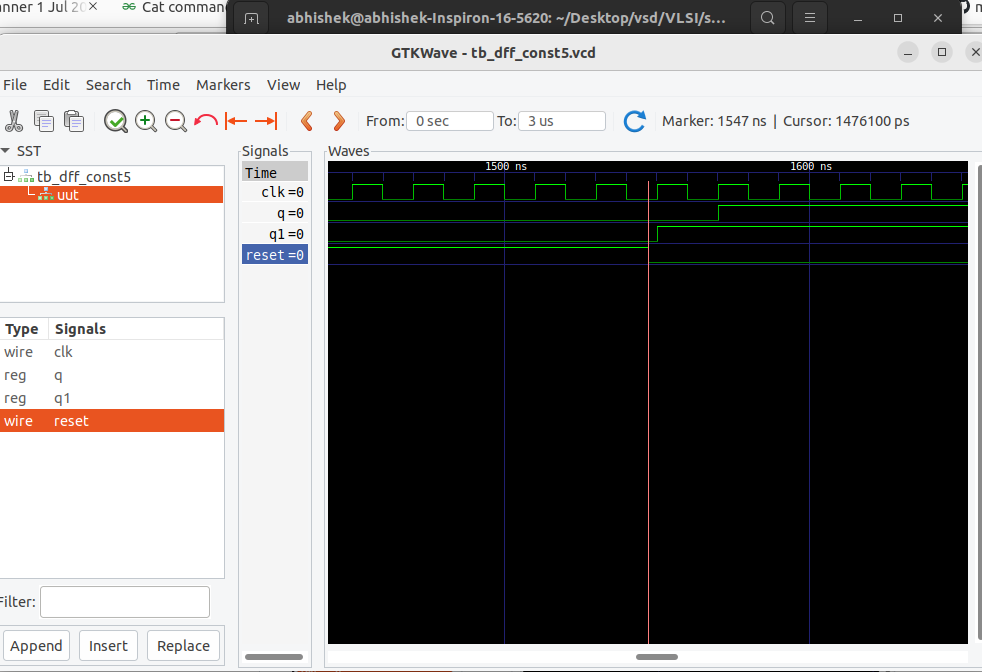 nner 1 Jul 20
Cat comman
abhishek@abhishek-Inspiron-16-5620: ~/Desktop/vsd/VLSI/s...
GTKWave - tb_dff_const5.vcd
File Edit Search Time Markers View Help
From: 0 sec To: 3 us Marker: 1547 ns | Cursor: 1476100 ps
SST
tb_dff_const5
uut
Type Signals
wire clk
reg q
reg q1
wire reset
Filter:
Append Insert Replace
Signals
Time
clk=0
q=0
q1=0
reset=0
Waves
1500 ns 1600 ns